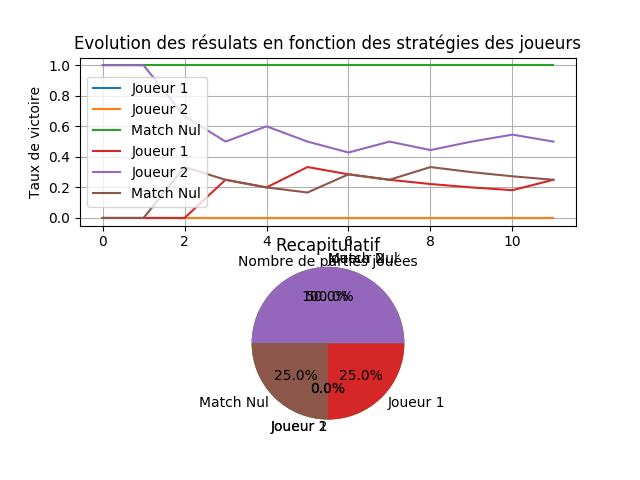 Evolution des résulats en fonction des stratégies des joueurs
Taux de victoire
1.0
0.8
0.6
0.4
0.2
0.0
Joueur 1
Joueur 2
Match Nul
Joueur 1
Joueur 2
Match Nul
0 2 4 6 8 10
Nombre de parties jouées
Recapitulatif
50.0%
25.0% 25.0%
0.0%
Match Nul Joueur 1
Joueur